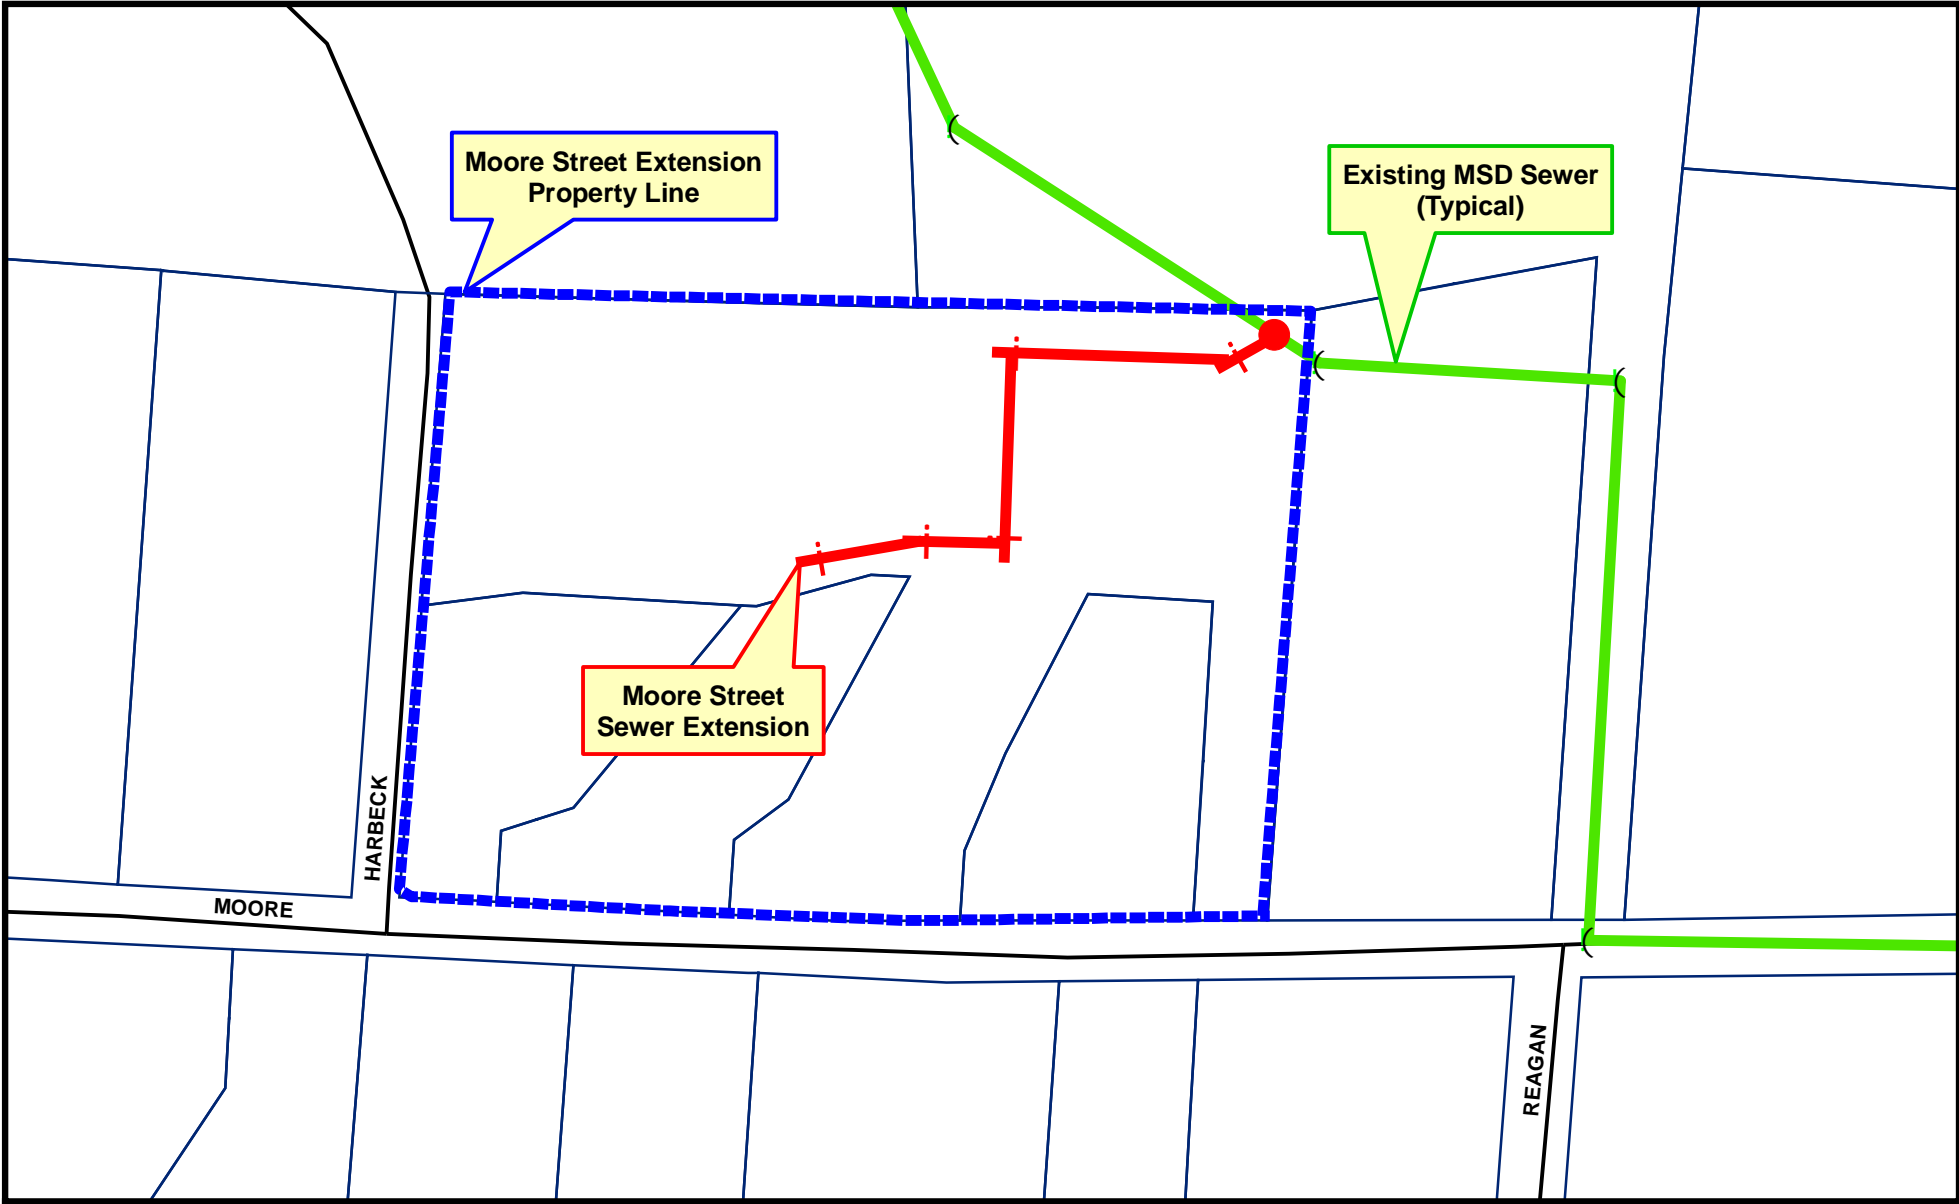 Moore Street Extension
Property Line
Existing MSD Sewer
(Typical)
Moore Street
Sewer Extension
HARBECK
MOORE
REAGAN